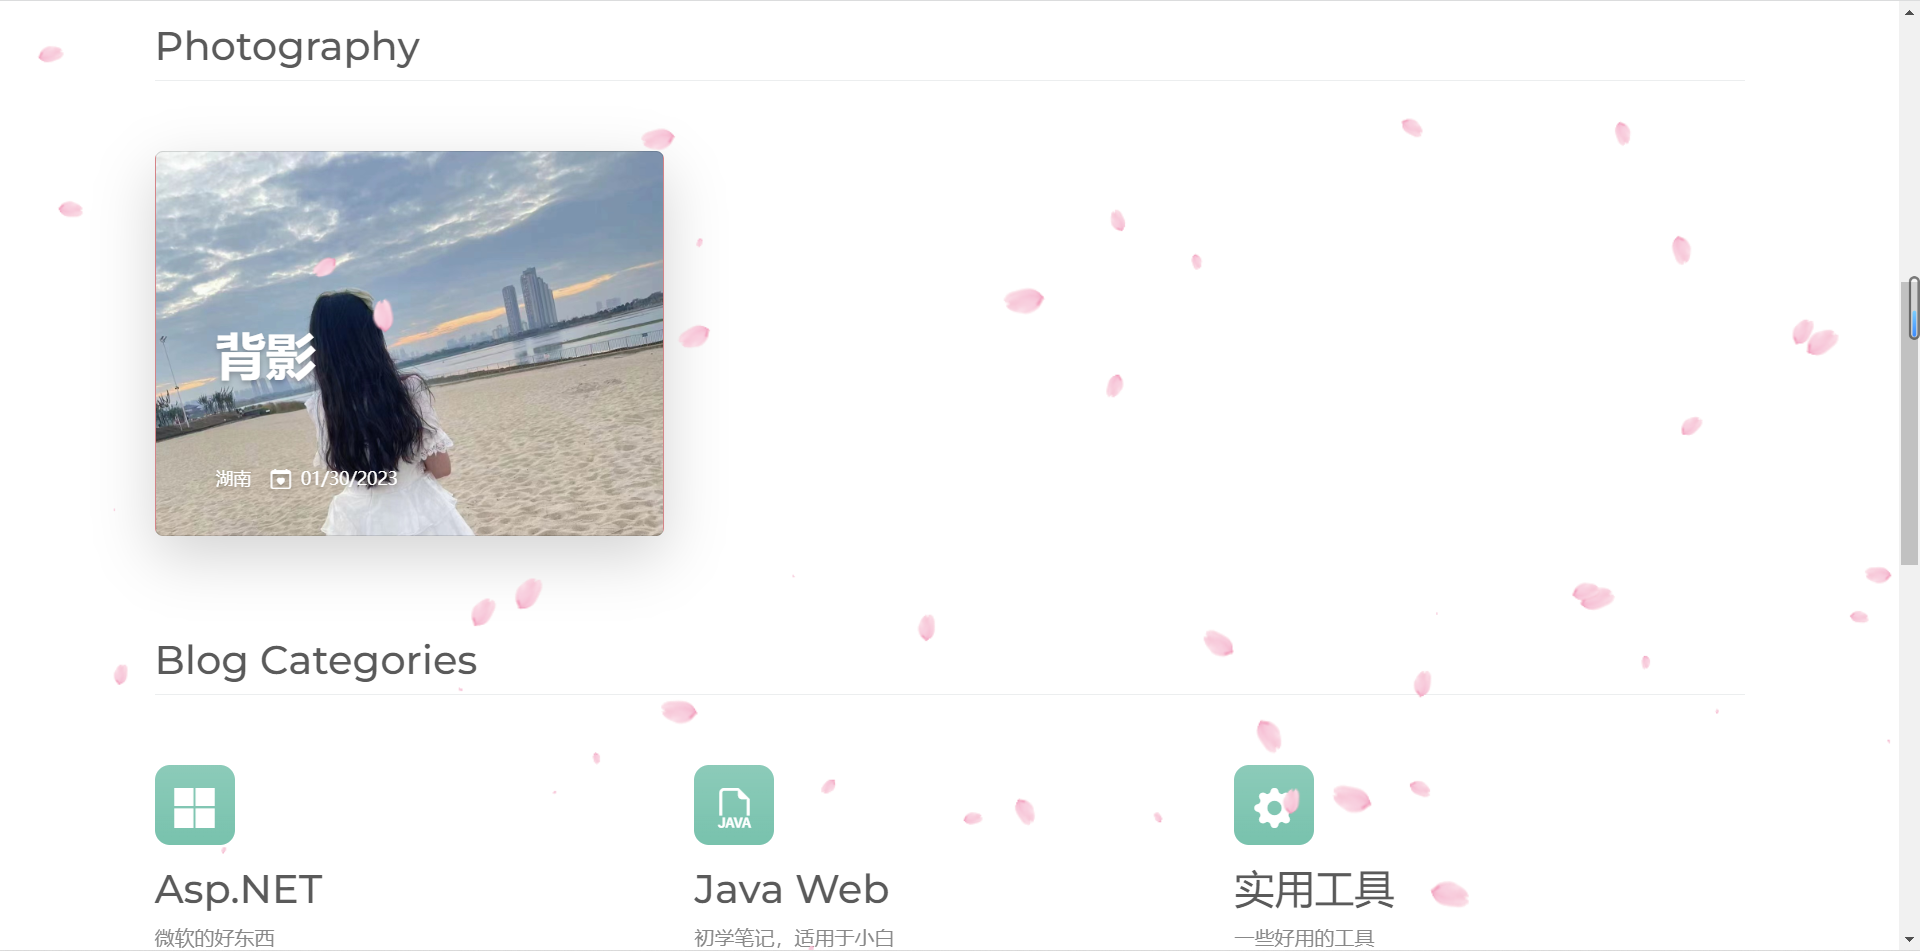 Photography
背影
湖南 01/30/2023
Blog Categories
JAVA
Asp.NET
Java Web
实用工具
微软的好东西
初学笔记，适用于小白
一些好用的工具